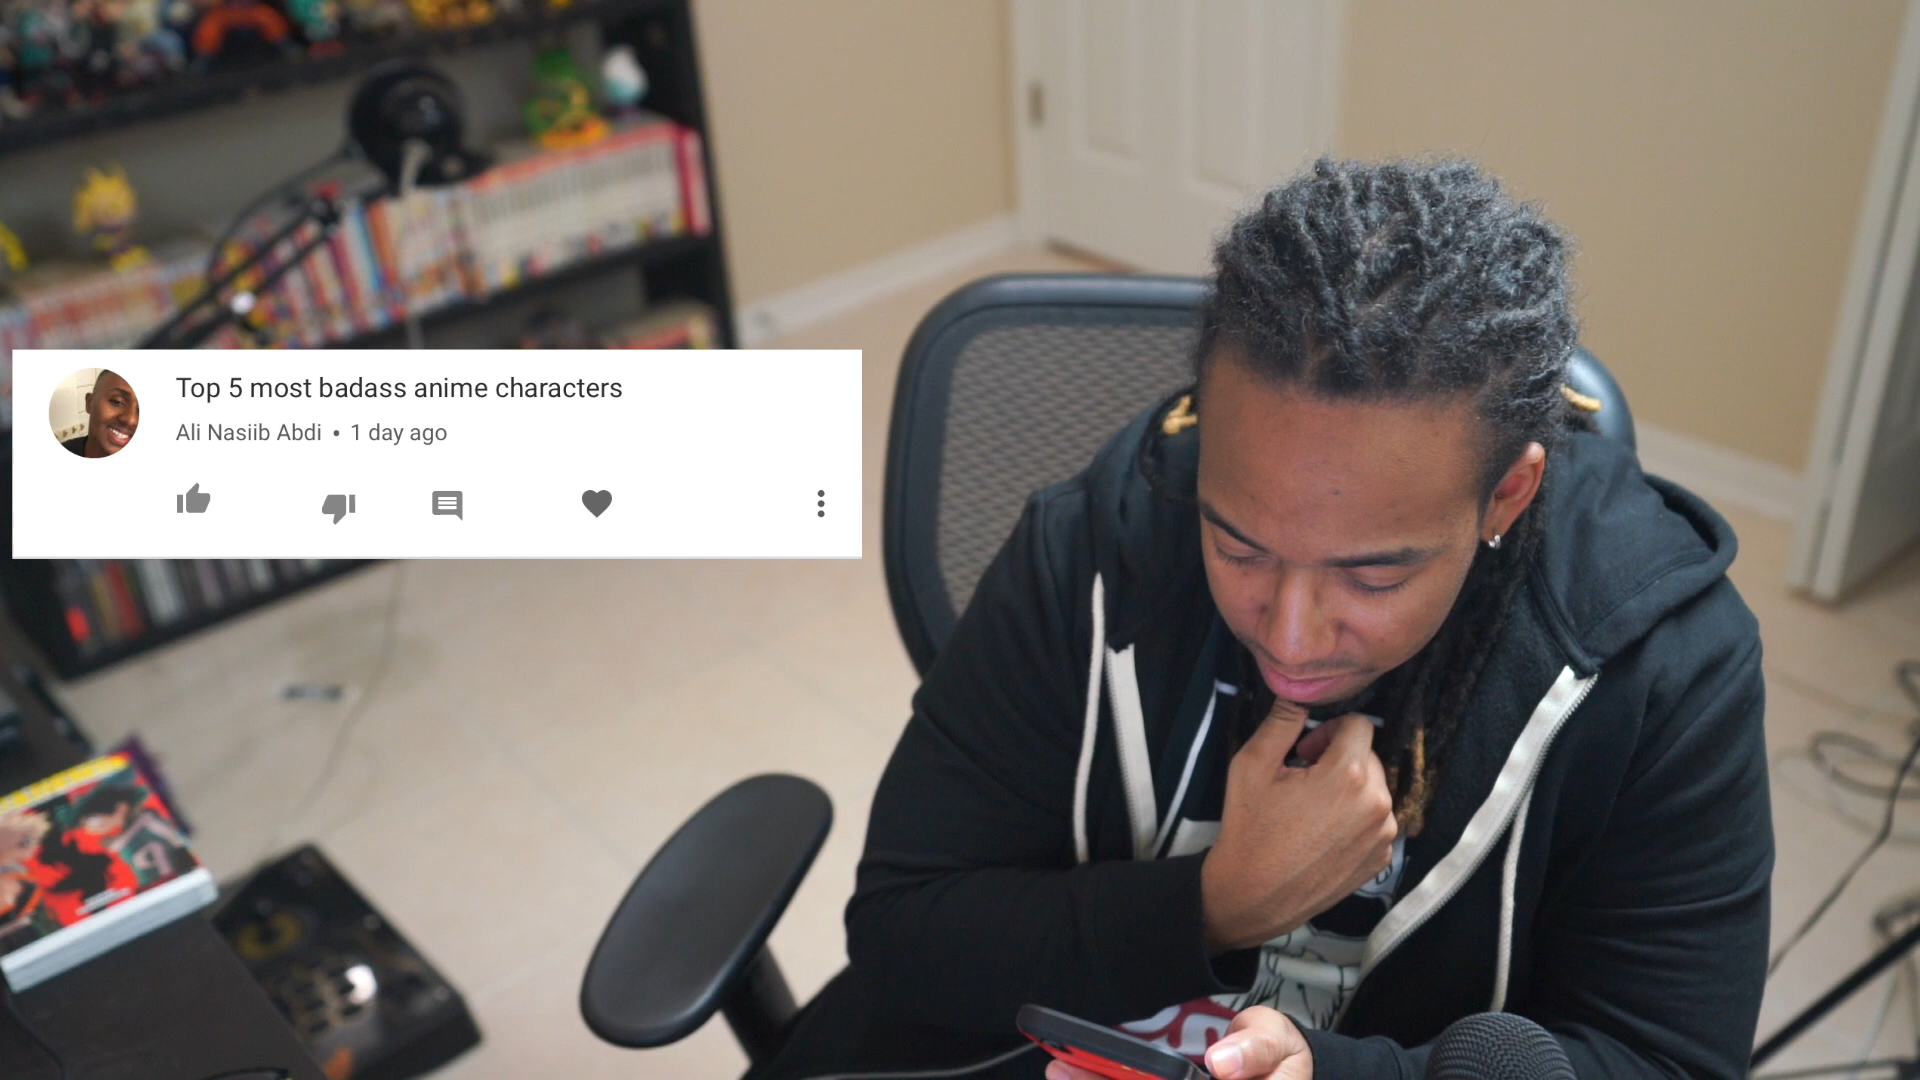 Top 5 most badass anime characters
Ali Nasiib Abdi • 1 day ago